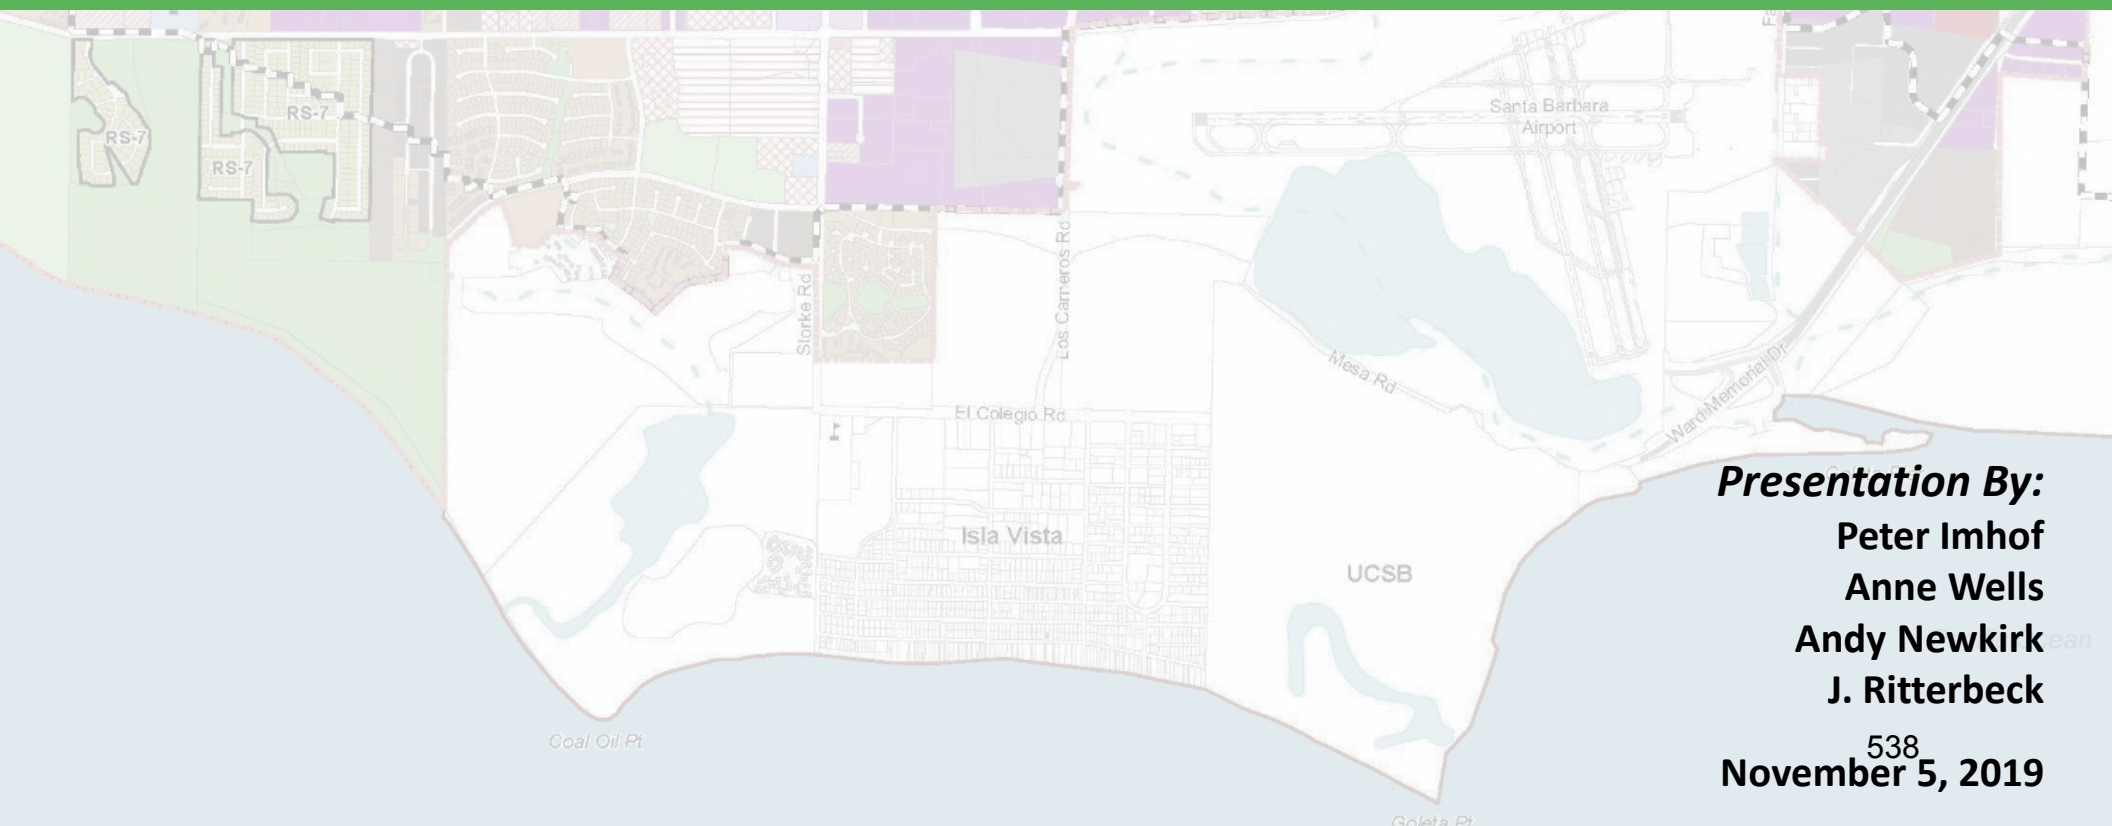 Santa Barbara
Airport
RS-7
RS-7
RS-7
Storke Rd
Los Carneros Rd
Mesa Rd
Ward Memorial Dr
El Colegio Rd
Isla Vista
UCSB
Coal Oil Pt
Goleta Pt
Presentation By:
Peter Imhof
Anne Wells
Andy Newkirk
J. Ritterbeck
538
November 5, 2019